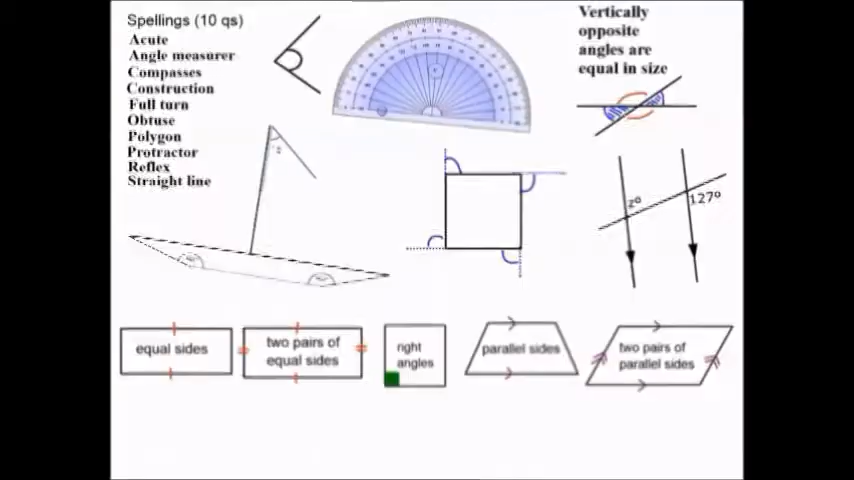 Spellings (10 qs)
Acute
Angle measurer
Compasses
Construction
Full turn
Obtuse
Polygon
Protractor
Reflex
Straight line
Vertically
opposite
angles are
equal in size
zº
127º
equal sides
two pairs of
equal sides
right
angles
parallel sides
two pairs of
parallel sides